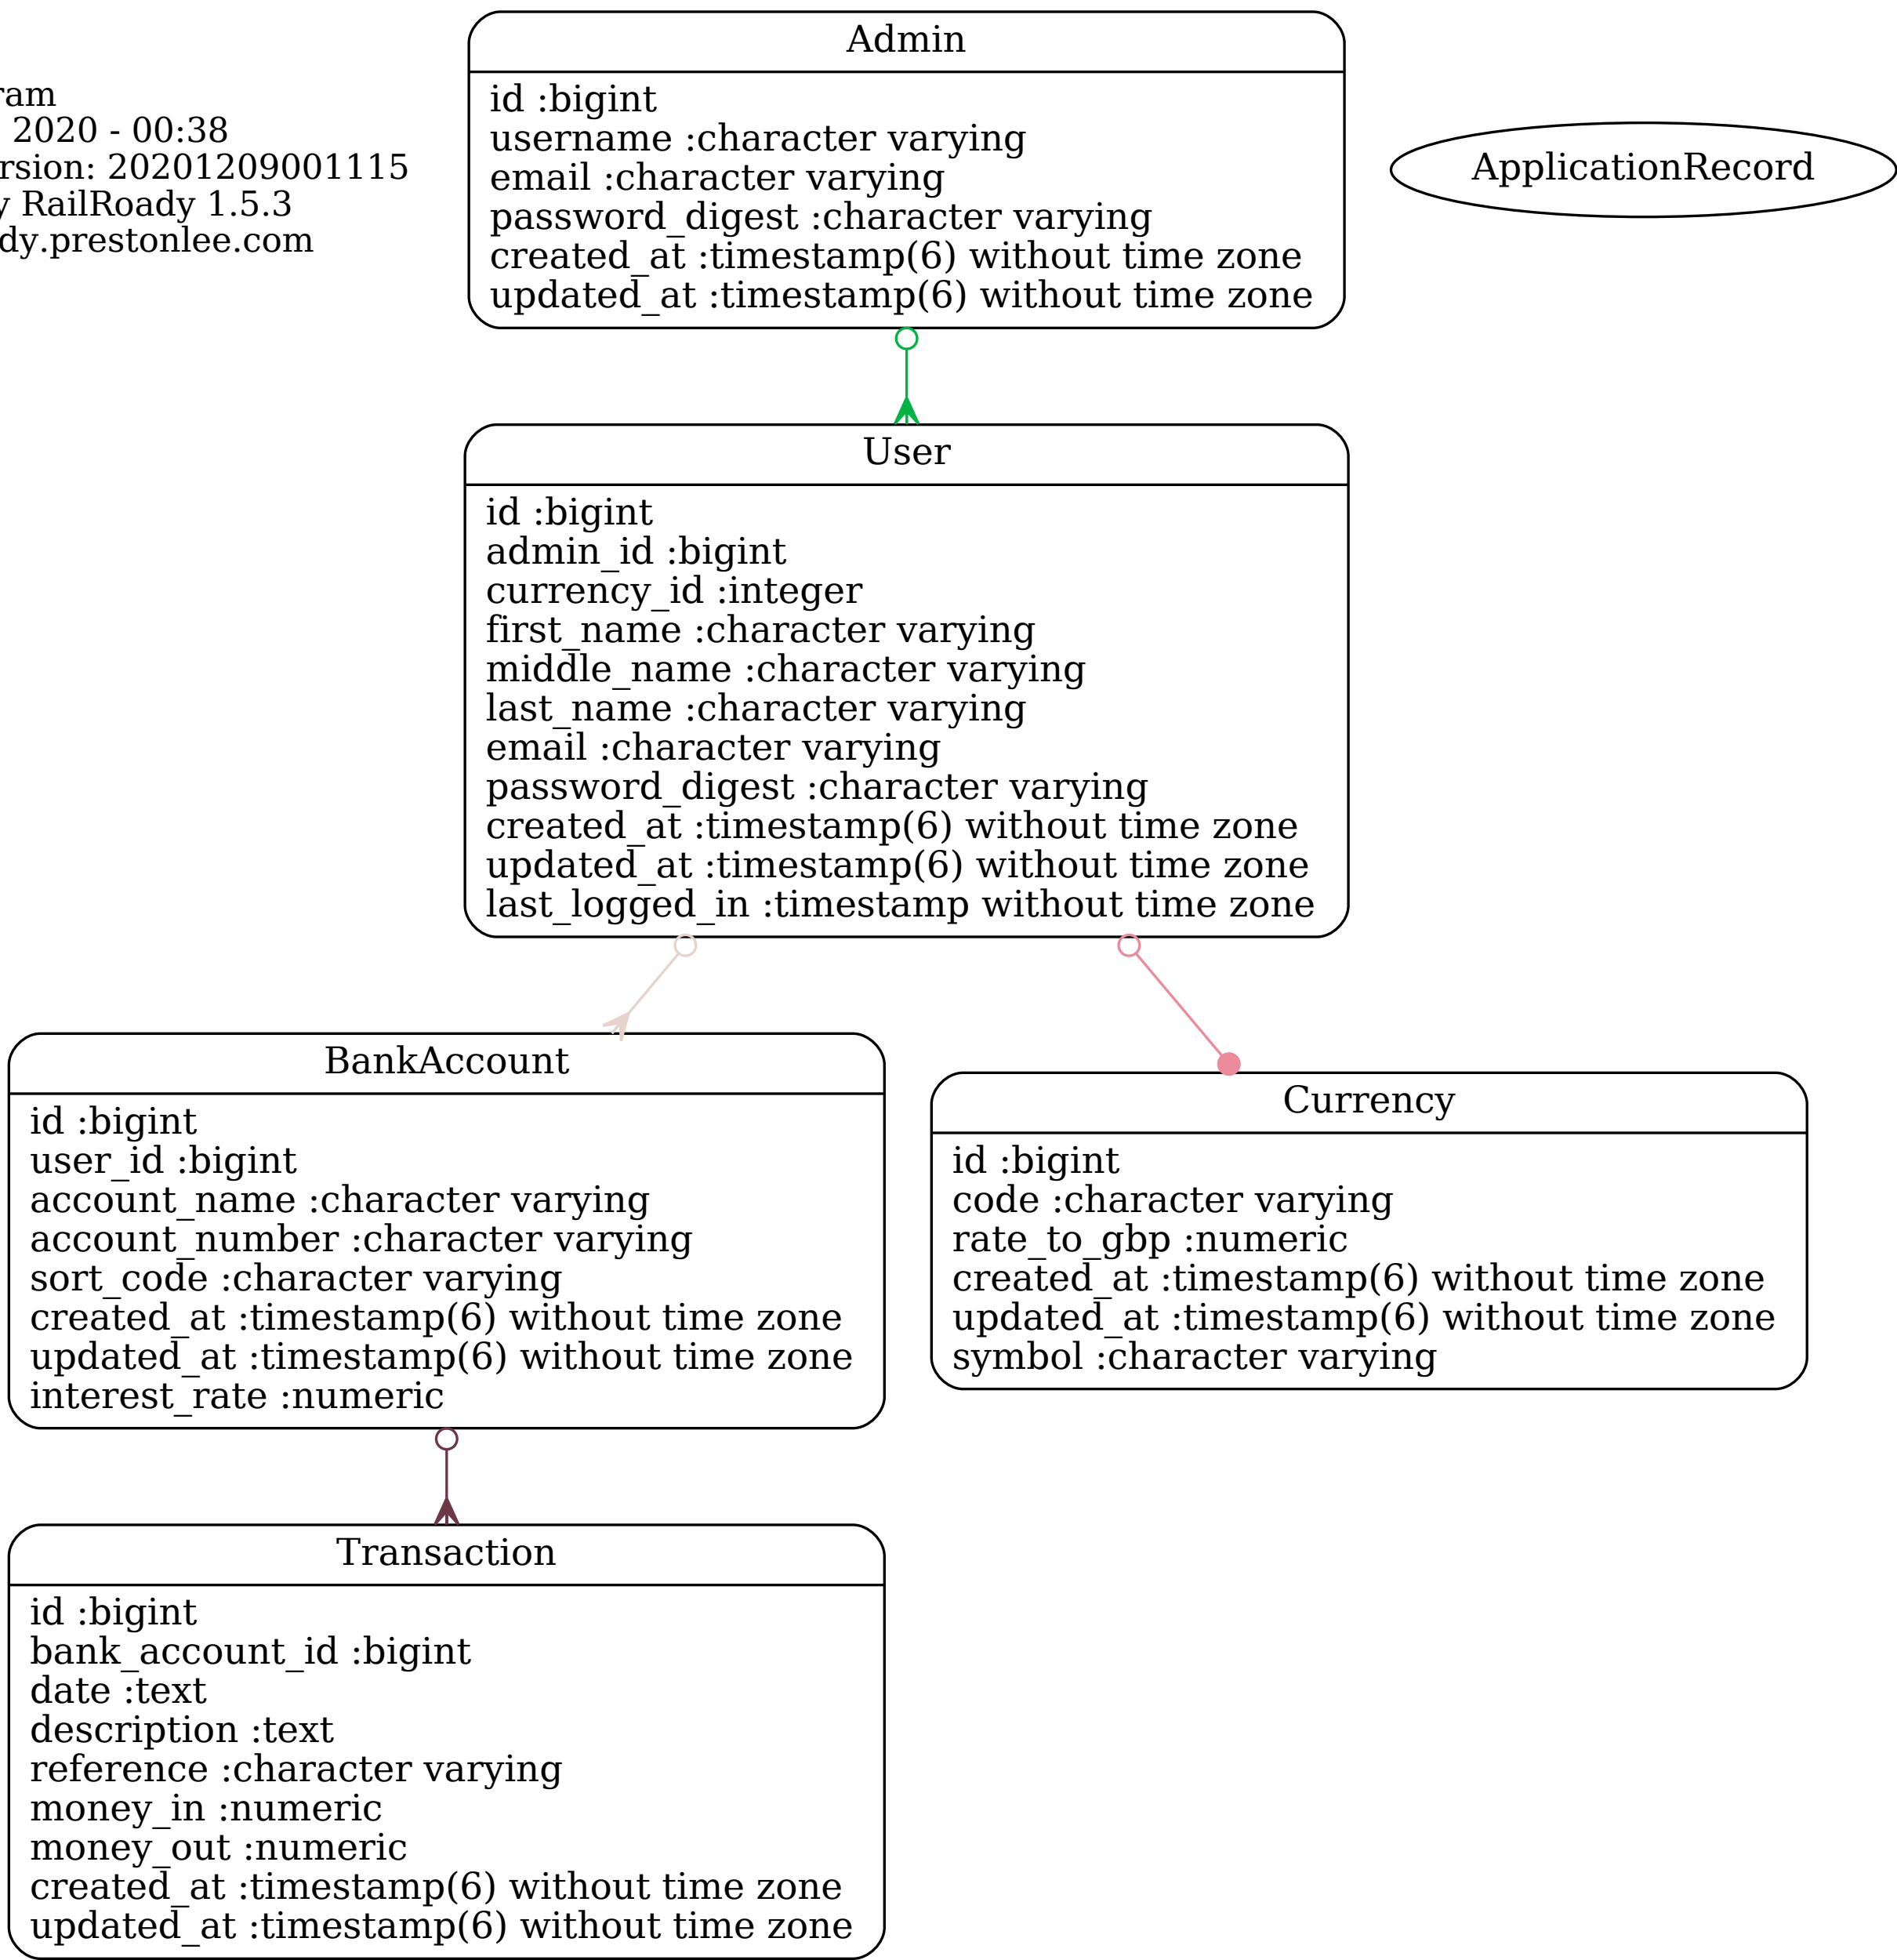 ram
2020 - 00:38
rsion: 20201209001115
y RailRoady 1.5.3
dy.prestonlee.com
Admin
id :bigint
username :character varying
email :character varying
password_digest :character varying
created_at :timestamp(6) without time zone
updated_at :timestamp(6) without time zone
ApplicationRecord
User
id :bigint
admin_id :bigint
currency_id :integer
first_name :character varying
middle_name :character varying
last_name :character varying
email :character varying
password_digest :character varying
created_at :timestamp(6) without time zone
updated_at :timestamp(6) without time zone
last_logged_in :timestamp without time zone
BankAccount
id :bigint
user_id :bigint
account_name :character varying
account_number :character varying
sort_code :character varying
created_at :timestamp(6) without time zone
updated_at :timestamp(6) without time zone
interest_rate :numeric
Currency
id :bigint
code :character varying
rate_to_gbp :numeric
created_at :timestamp(6) without time zone
updated_at :timestamp(6) without time zone
symbol :character varying
Transaction
id :bigint
bank_account_id :bigint
date :text
description :text
reference :character varying
money_in :numeric
money_out :numeric
created_at :timestamp(6) without time zone
updated_at :timestamp(6) without time zone